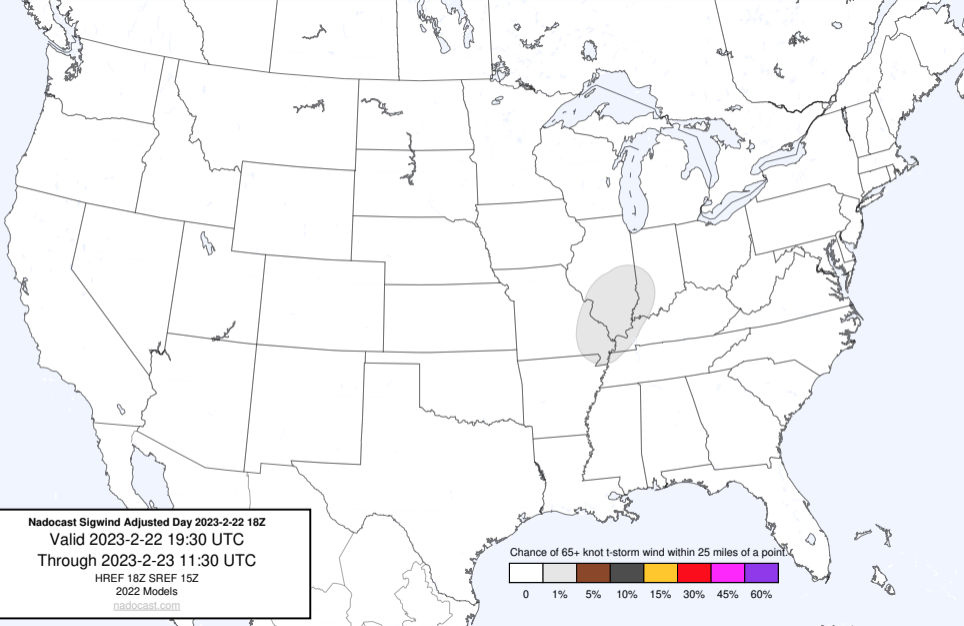 Nadocast Sigwind Adjusted Day 2023-2-22 18Z
Valid 2023-2-22 19:30 UTC
Through 2023-2-23 11:30 UTC
HREF 18Z SREF 15Z
2022 Models
nadocast.com
Chance of 65+ knot t-storm wind within 25 miles of a point.
0 1% 5% 10% 15% 30% 45% 60%